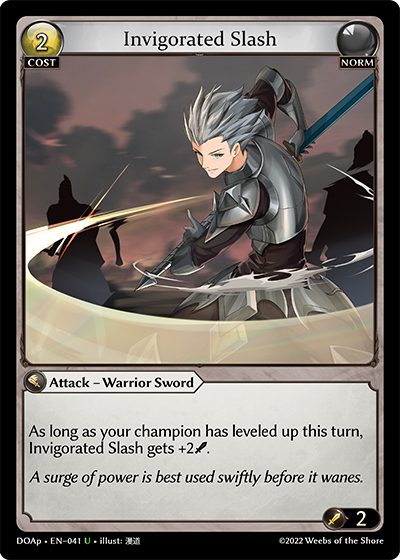 2
Invigorated Slash
COST
NORM
Attack – Warrior Sword
As long as your champion has leveled up this turn,
Invigorated Slash gets +2.
A surge of power is best used swiftly before it wanes.
2
DOAp • EN–041 U • illust: 漫道
©2022 Weebs of the Shore